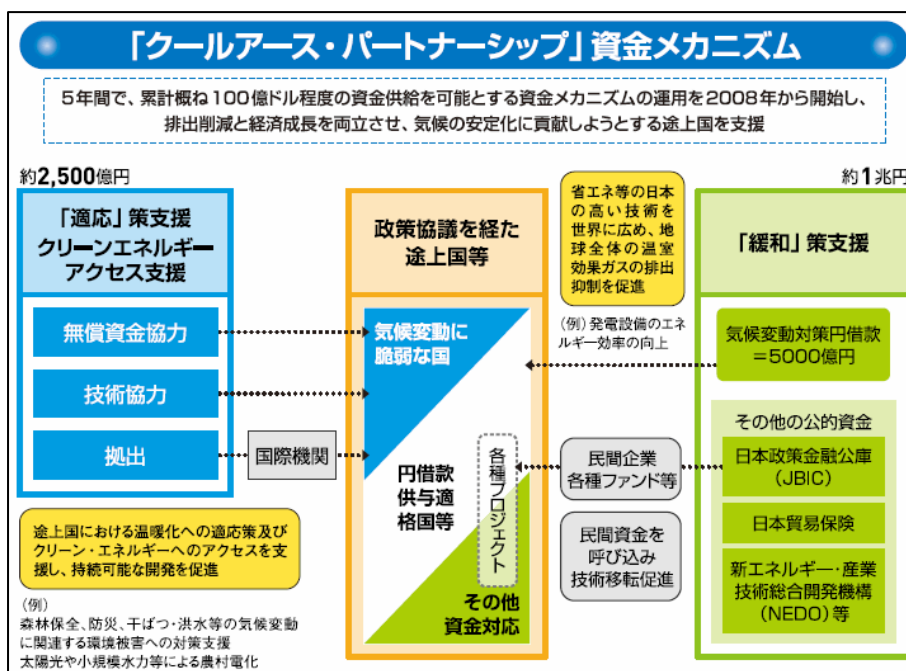 「クールアース・パートナーシップ」資金メカニズム
5年間で、累計概ね100億ドル程度の資金供給を可能とする資金メカニズムの運用を2008年から開始し、
排出削減と経済成長を両立させ、気候の安定化に貢献しようとする途上国を支援
約2,500億円
「適応」策支援
クリーンエネルギー
アクセス支援
無償資金協力
技術協力
拠出
国際機関
途上国における温暖化への適応策及び
クリーン・エネルギーへのアクセスを支
援し、持続可能な開発を促進
(例)
森林保全、防災、干ばつ・洪水等の気候変動
に関連する環境被害への対策支援
太陽光や小規模水力等による農村電化
政策協議を経た
途上国等
気候変動に
脆弱な国
円借款
供与適
格国等
各種プロジェクト
その他
資金対応
省エネ等の日本
の高い技術を
世界に広め、地
球全体の温室
効果ガスの排出
抑制を促進
(例)発電設備のエネ
ルギー効率の向上
民間企業
各種ファンド等
民間資金を
呼び込み
技術移転促進
約1兆円
「緩和」策支援
気候変動対策円借款
=5000億円
その他の公的資金
日本政策金融公庫
(JBIC)
日本貿易保険
新エネルギー・産業
技術総合開発機構
(NEDO)等